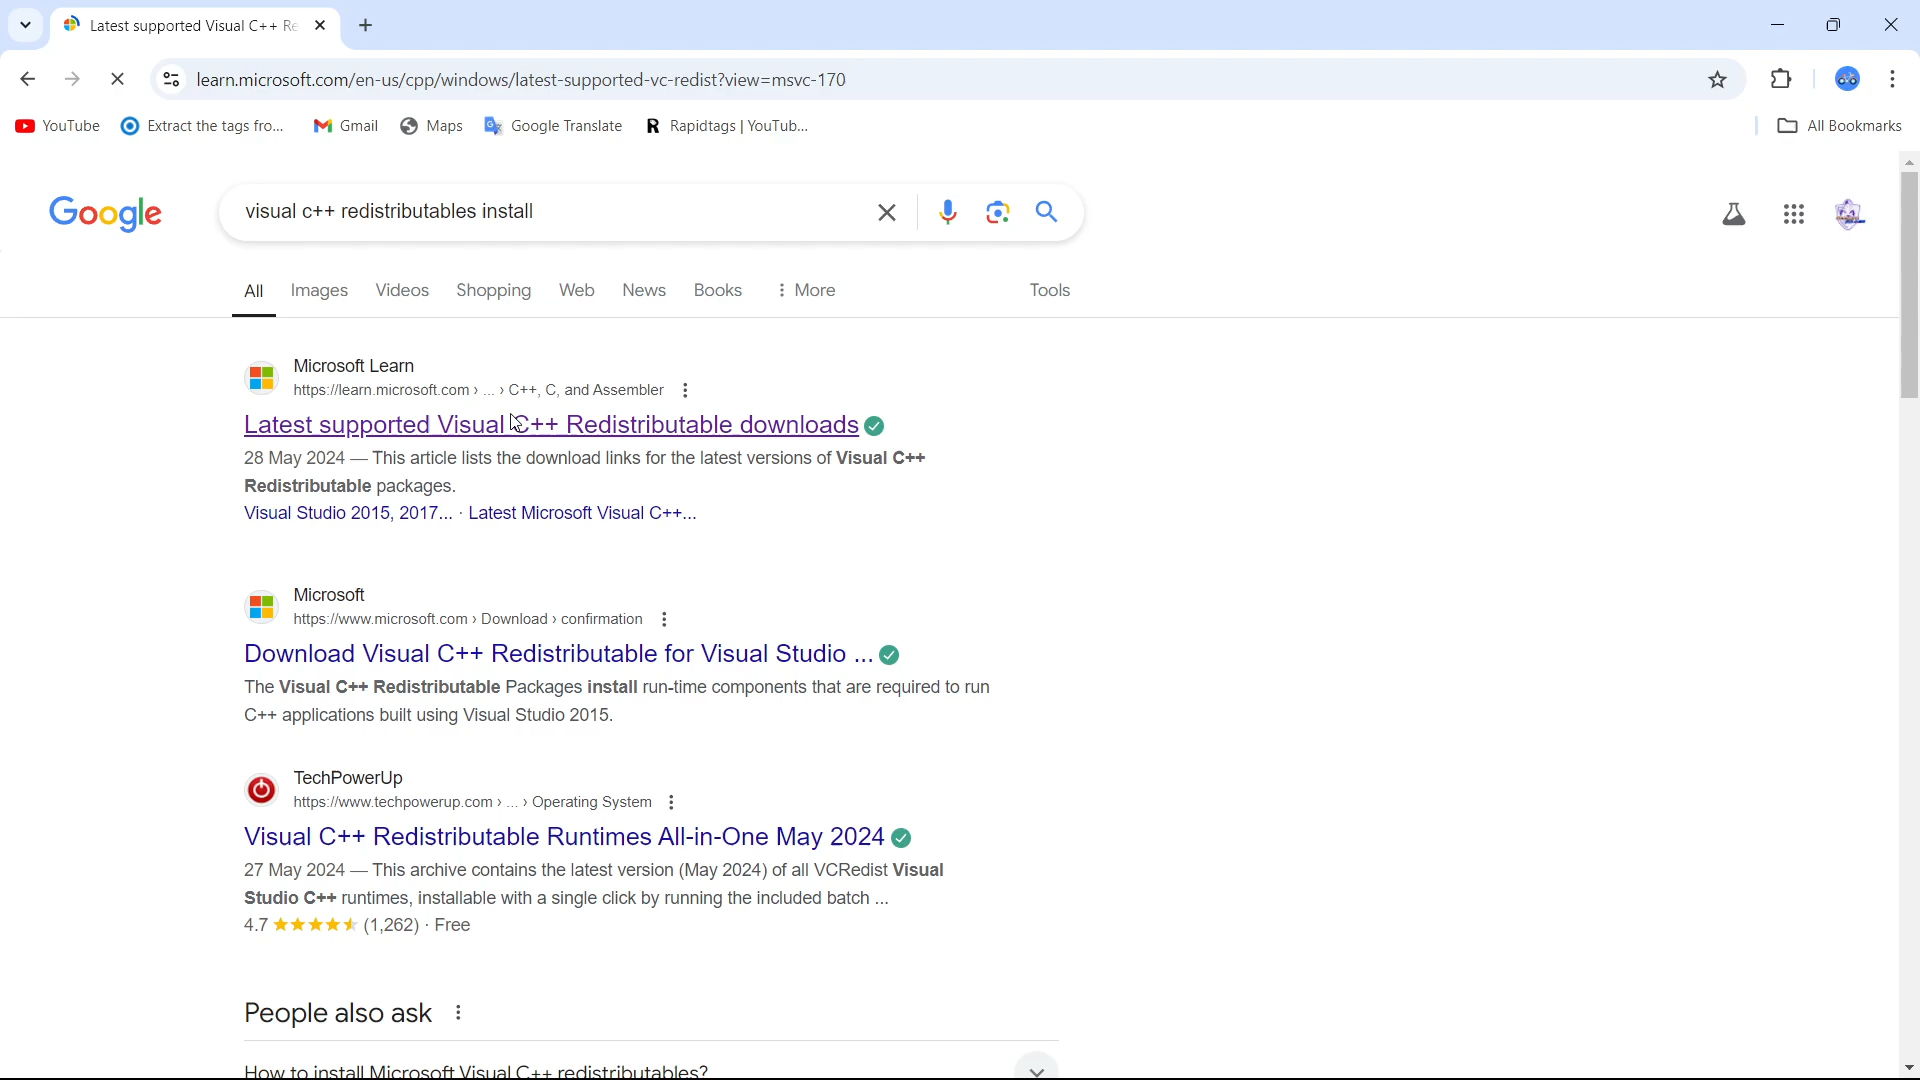 Latest supported Visual C++ Re
learn.microsoft.com/en-us/cpp/windows/latest-supported-vc-redist?view=msvc-170
YouTube Extract the tags fro... Gmail Maps Google Translate R Rapidtags | YouTub... All Bookmarks
Google visual c++ redistributables install
All Images Videos Shopping Web News Books More Tools
Microsoft Learn
https://learn.microsoft.com › ... › C++, C, and Assembler
Latest supported Visual C++ Redistributable downloads
28 May 2024 — This article lists the download links for the latest versions of Visual C++
Redistributable packages.
Visual Studio 2015, 2017... · Latest Microsoft Visual C++...
Microsoft
https://www.microsoft.com › Download › confirmation
Download Visual C++ Redistributable for Visual Studio ...
The Visual C++ Redistributable Packages install run-time components that are required to run
C++ applications built using Visual Studio 2015.
TechPowerUp
https://www.techpowerup.com › ... › Operating System
Visual C++ Redistributable Runtimes All-in-One May 2024
27 May 2024 — This archive contains the latest version (May 2024) of all VCRedist Visual
Studio C++ runtimes, installable with a single click by running the included batch ...
4.7 (1,262) · Free
People also ask
How to install Microsoft Visual C++ redistributables?